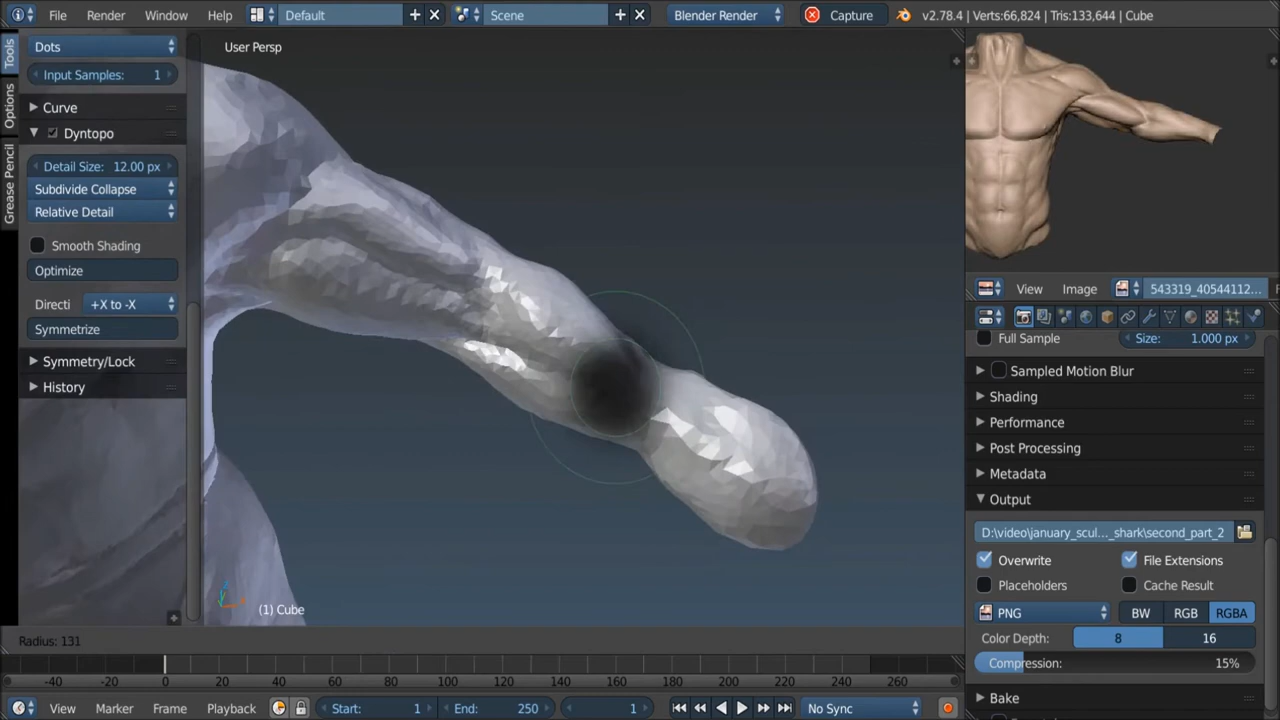 File Render Window Help Default Scene Blender Render Capture v2.78.4 | Verts:66,824 | Tris:133,644 | Cube
Tools
Options
Grease Pencil
Dots
Input Samples: 1
Curve
Dyntopo
Detail Size: 12.00 px
Subdivide Collapse
Relative Detail
Smooth Shading
Optimize
Directi +X to -X
Symmetrize
Symmetry/Lock
History
User Persp
(1) Cube
Radius: 131
-40 -20 0 20 40 60 80 100 120 140 160 180 200 220 240 260
View Marker Frame Playback Start: 1 End: 250 1 No Sync
View Image 543319_40544112... F
Full Sample Size: 1.000 px
Sampled Motion Blur
Shading
Performance
Post Processing
Metadata
Output
D:\video\january_scul..._shark\second_part_2
Overwrite File Extensions
Placeholders Cache Result
PNG BW RGB RGBA
Color Depth: 8 16
Compression: 15%
Bake